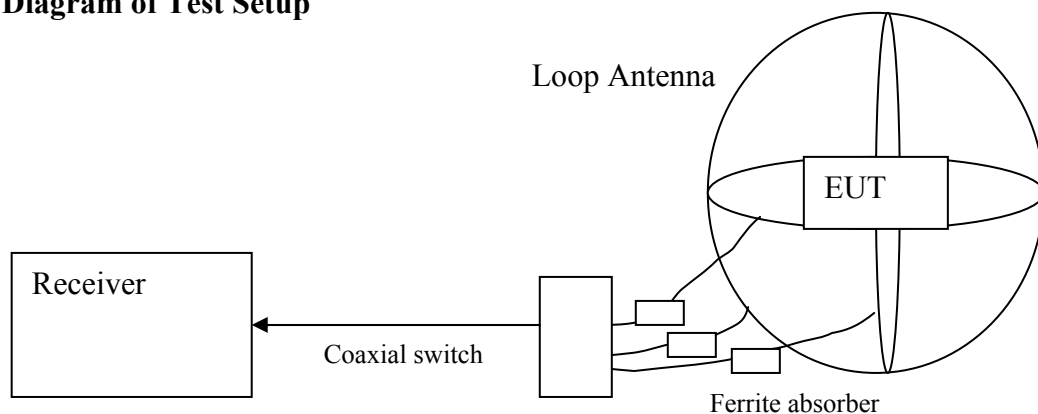 Diagram of Test Setup
Loop Antenna
EUT
Receiver
Coaxial switch
Ferrite absorber